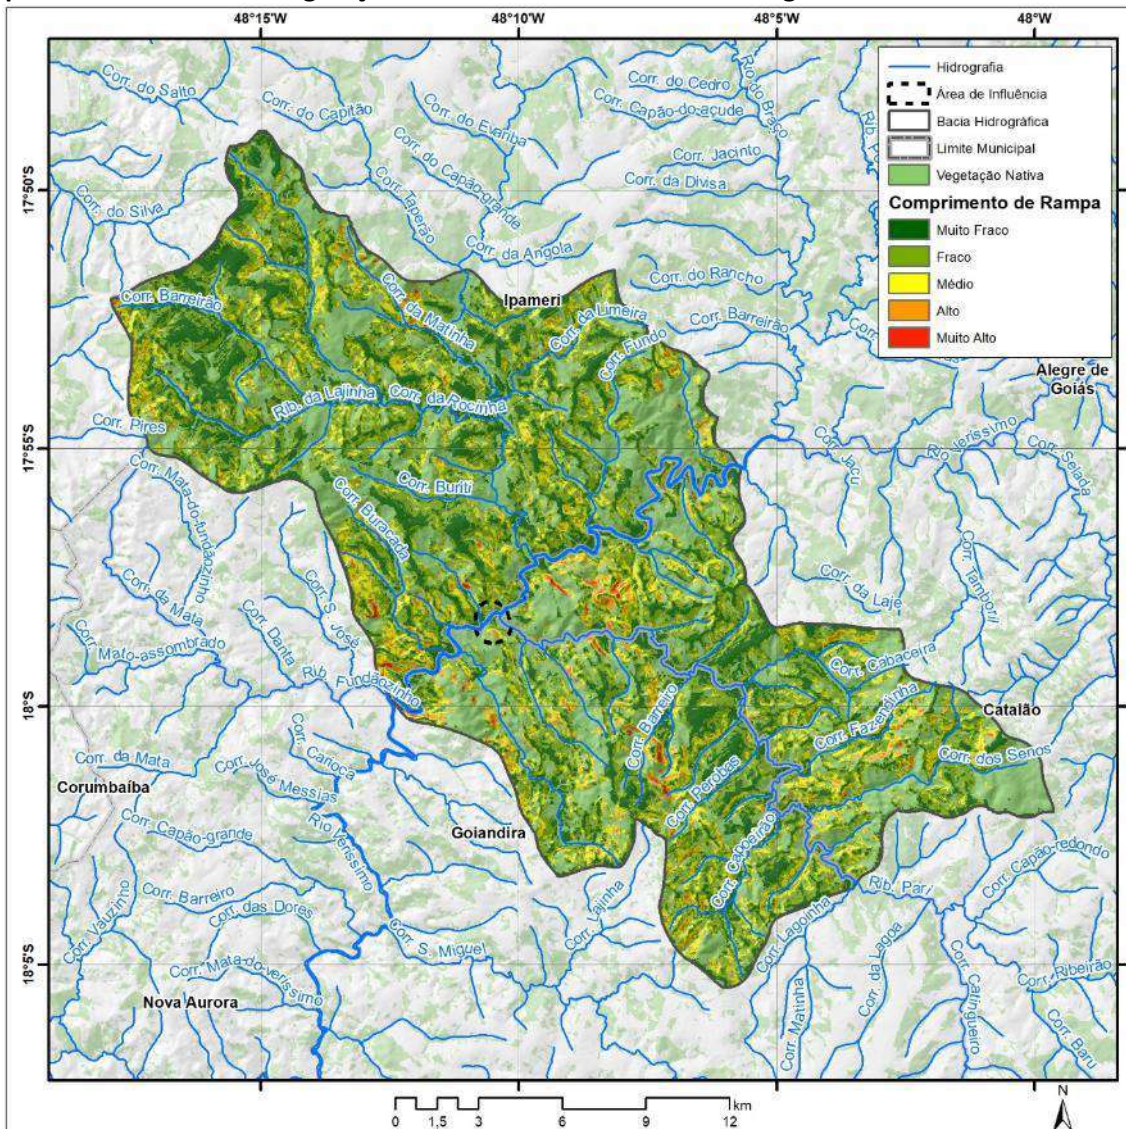 48°15'W
48°10'W
48°5'W
48°W
Hidrografia
Área de Influência
Bacia Hidrográfica
Limite Municipal
Vegetação Nativa
Comprimento de Rampa
Muito Fraco
Fraco
Médio
Alto
Muito Alto
Corr. do Salto
Corr. do Capitão
Corr. do Evariba
Corr. do Cedro
Corr. Capão-do-açude
Rio do Braço
Corr. Jacinto
Corr. da Divisa
Corr. do Capão-grande
Corr. Taperão
17°50'S
Corr. do Silva
Corr. da Angola
Corr. do Rancho
Corr. Barreirão
Ipameri
Corr. da Limeira
Corr. Barreirão
Corr. da Matinha
Corr. Fundo
Alegre de
Goiás
Rib. da Lajinha
Corr. da Rocinha
Corr. Pires
17°55'S
Corr. Jacu
Rio Veríssimo
Corr. Selada
Corr. Mata-do-fundãozinho
Corr. Buriti
Corr. Buracada
Corr. da Mata
Corr. S. José
Corr. Danta
Corr. da Laje
Corr. Tamboril
Corr. Mato-assombrado
Rib. Fundãozinho
Corr. Cabaceira
18°S
Corr. Barreiro
Corr. Fazendinha
Catalão
Corr. Carioca
Corr. dos Senos
Corr. da Mata
Corr. José Messias
Corumbaíba
Corr. Perobas
Goiandira
Corr. Capão-grande
Rio Veríssimo
Corr. Capoeirão
Corr. Capão-redondo
Corr. Barreiro
Rib. Pari
Corr. das Dores
Corr. Vauzinho
Corr. Lajinha
Corr. Lagoinha
Corr. S. Miguel
Corr. da Lagoa
18°5'S
Corr. Mata-do-veríssimo
Corr. Ribeirão
Nova Aurora
Corr. Matinha
Corr. Catingueiro
Corr. Baru
km
0
1,5
3
6
9
12
N